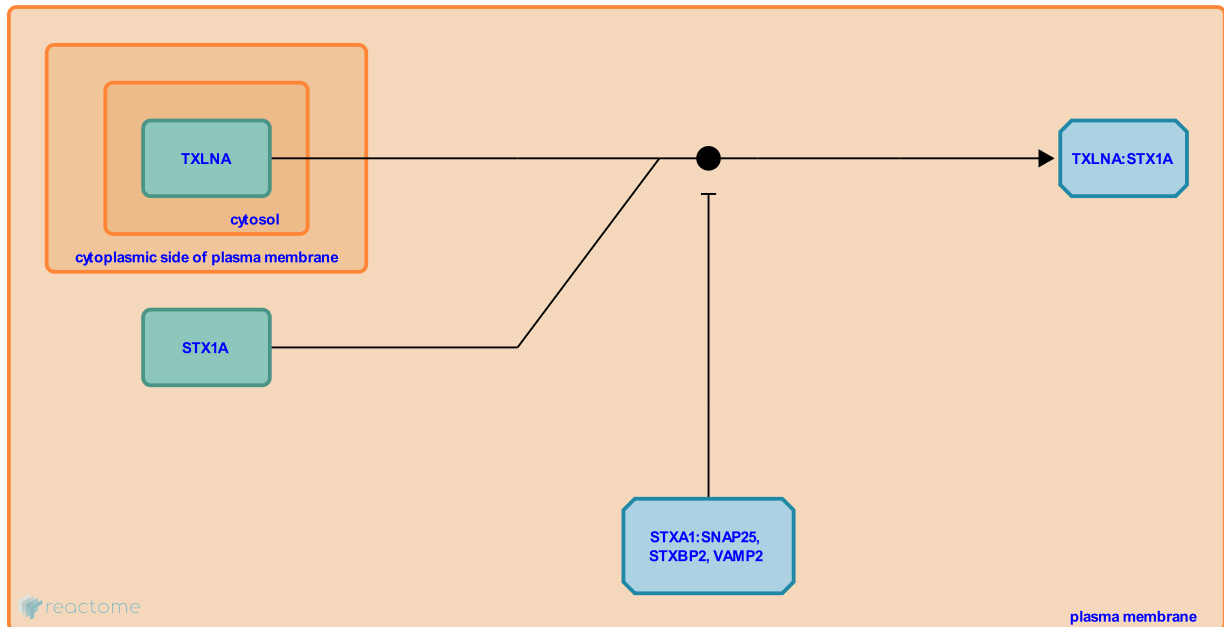 TXLNA
TXLNA:STX1A
cytosol
cytoplasmic side of plasma membrane
STX1A
STXA1:SNAP25,
STXBP2, VAMP2
reactome
plasma membrane